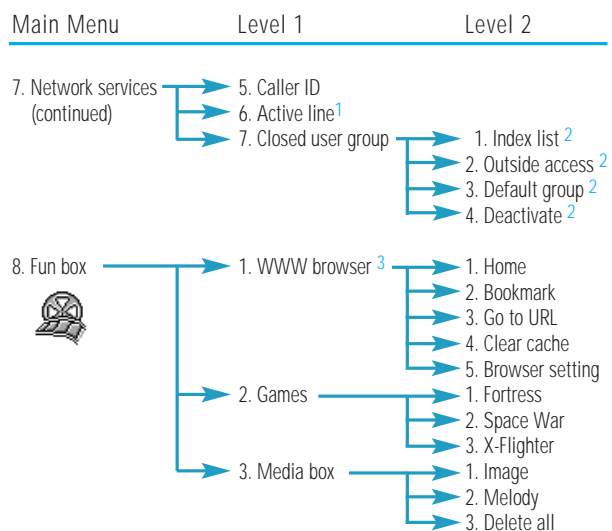 Main Menu Level 1 Level 2
7. Network services 5. Caller ID
(continued) 6. Active line 1
7. Closed user group 1. Index list 2
2. Outside access 2
3. Default group 2
4. Deactivate 2
8. Fun box 1. WWW browser 3 1. Home
2. Bookmark
3. Go to URL
4. Clear cache
5. Browser setting
2. Games 1. Fortress
2. Space War
3. X-Flighter
3. Media box 1. Image
2. Melody
3. Delete all